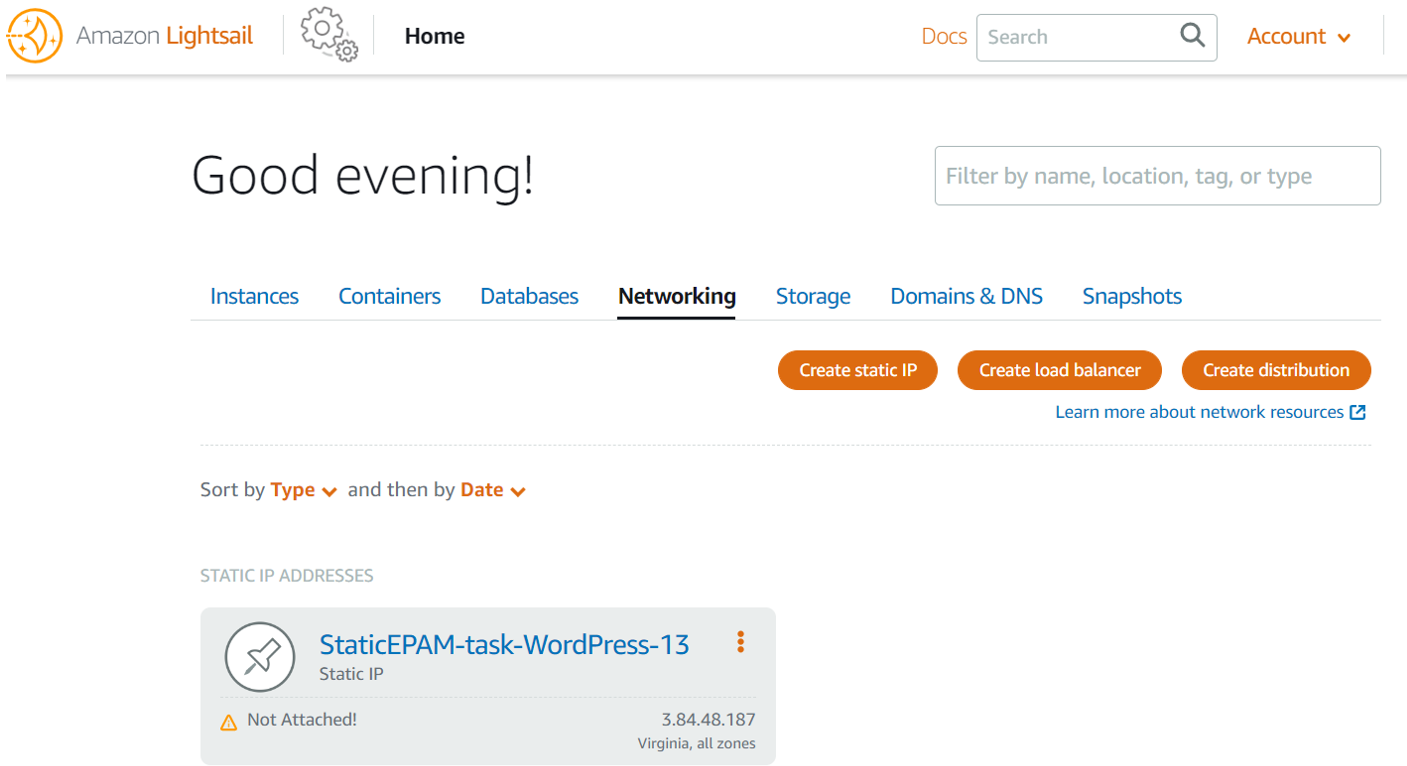 Amazon Lightsail Home Docs Search Account
Good evening!
Filter by name, location, tag, or type
Instances Containers Databases Networking Storage Domains & DNS Snapshots
Create static IP Create load balancer Create distribution
Learn more about network resources
Sort by Type and then by Date
STATIC IP ADDRESSES
StaticEPAM-task-WordPress-13
Static IP
Not Attached! 3.84.48.187
Virginia, all zones